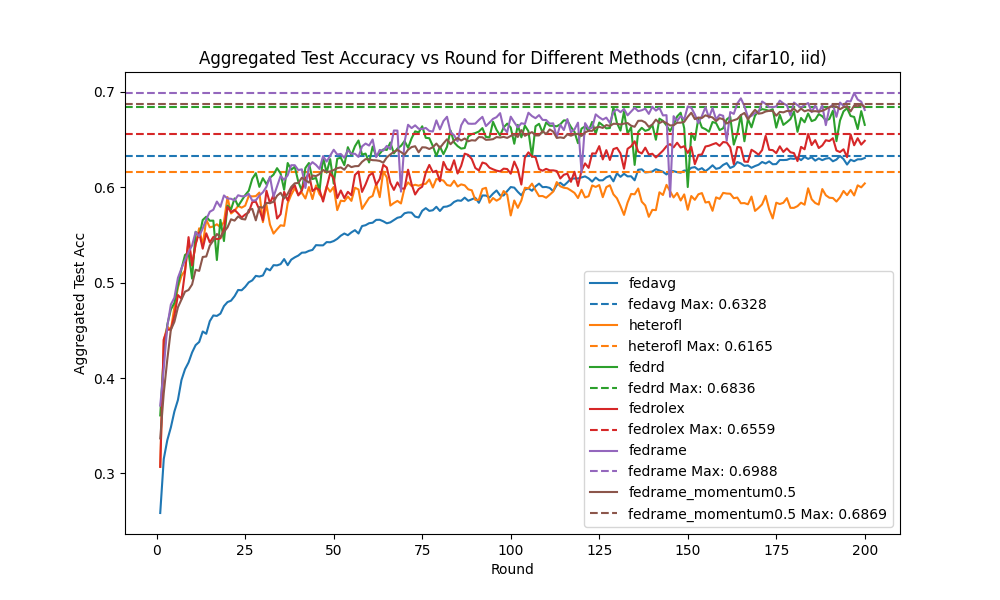 Aggregated Test Accuracy vs Round for Different Methods (cnn, cifar10, iid)
Aggregated Test Acc
0.7
0.6
0.5
0.4
0.3
fedavg
fedavg Max: 0.6328
heterofl
heterofl Max: 0.6165
fedrd
fedrd Max: 0.6836
fedrolex
fedrolex Max: 0.6559
fedrame
fedrame Max: 0.6988
fedrame_momentum0.5
fedrame_momentum0.5 Max: 0.6869
0 25 50 75 100 125 150 175 200
Round